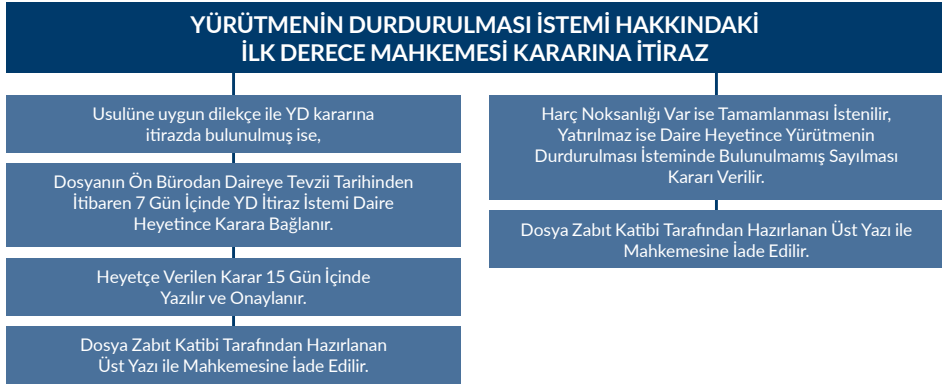 YÜRÜTMENİN DURDURULMASI İSTEMİ HAKKINDAKİ
İLK DERECE MAHKEMESİ KARARINA İTİRAZ
Usulüne uygun dilekçe ile YD kararına
itirazda bulunulmuş ise,
Dosyanın Ön Bürodan Daireye Tevzii Tarihinden
İtibaren 7 Gün İçinde YD İtiraz İstemi Daire
Heyetince Karara Bağlanır.
Heyetçe Verilen Karar 15 Gün İçinde
Yazılır ve Onaylanır.
Dosya Zabıt Katibi Tarafından Hazırlanan
Üst Yazı ile Mahkemesine İade Edilir.
Harç Noksanlığı Var ise Tamamlanması İstenilir,
Yatırılmaz ise Daire Heyetince Yürütmenin
Durdurulması İsteminde Bulunulmamış Sayılması
Kararı Verilir.
Dosya Zabıt Katibi Tarafından Hazırlanan Üst Yazı ile
Mahkemesine İade Edilir.